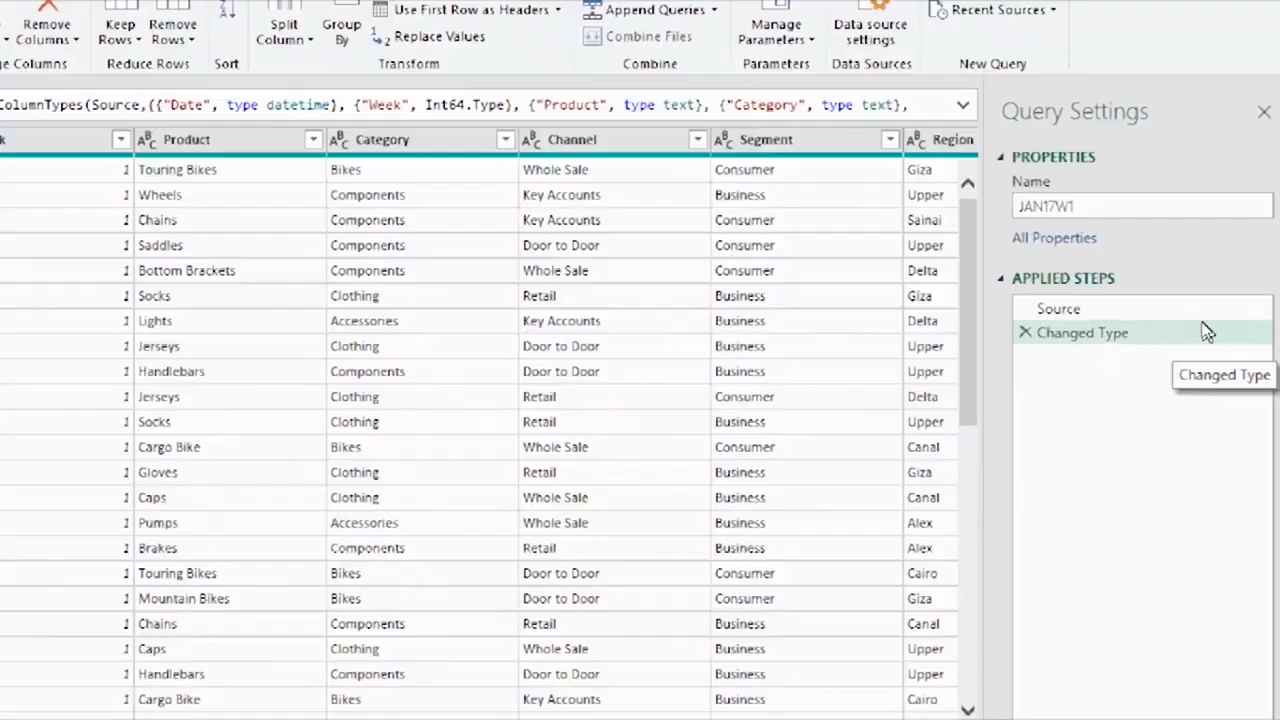 Remove Columns
Keep Rows
Remove Rows
Split Column
Group By
Use First Row as Headers
Replace Values
Append Queries
Combine Files
Manage Parameters
Data source settings
Recent Sources
ge Columns
Reduce Rows
Sort
Transform
Combine
Parameters
Data Sources
New Query
ColumnTypes(Source,{{"Date", type datetime}, {"Week", Int64.Type}, {"Product", type text}, {"Category", type text},
k Product Category Channel Segment Region
1 Touring Bikes Bikes Whole Sale Consumer Giza
1 Wheels Components Key Accounts Business Upper
1 Chains Components Key Accounts Consumer Sainai
1 Saddles Components Door to Door Consumer Upper
1 Bottom Brackets Components Whole Sale Consumer Delta
1 Socks Clothing Retail Business Giza
1 Lights Accessories Key Accounts Business Delta
1 Jerseys Clothing Door to Door Business Upper
1 Handlebars Components Door to Door Business Upper
1 Jerseys Clothing Retail Consumer Delta
1 Socks Clothing Retail Business Upper
1 Cargo Bike Bikes Whole Sale Consumer Canal
1 Gloves Clothing Retail Business Giza
1 Caps Clothing Whole Sale Business Canal
1 Pumps Accessories Whole Sale Business Alex
1 Brakes Components Retail Business Alex
1 Touring Bikes Bikes Door to Door Consumer Cairo
1 Mountain Bikes Bikes Door to Door Consumer Giza
1 Chains Components Retail Business Canal
1 Caps Clothing Whole Sale Business Upper
1 Handlebars Components Door to Door Business Upper
1 Cargo Bike Bikes Key Accounts Business Cairo
Query Settings
PROPERTIES
Name
JAN17W1
All Properties
APPLIED STEPS
Source
Changed Type
Changed Type